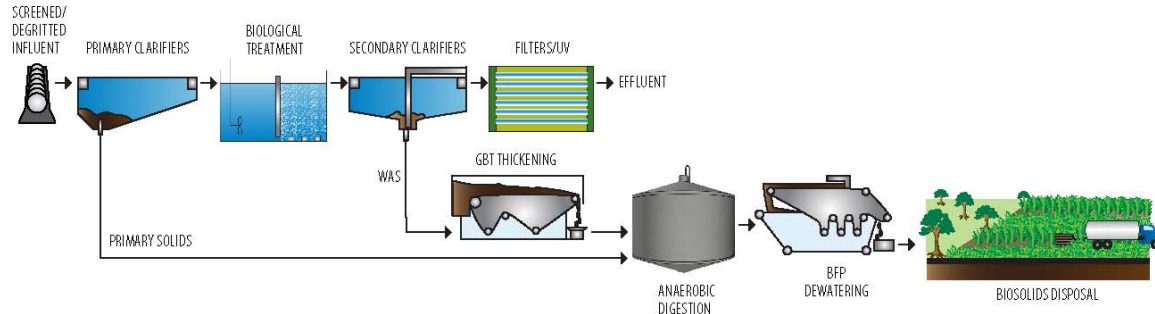 SCREENED/
DEGRITTED
INFLUENT
PRIMARY CLARIFIERS
BIOLOGICAL
TREATMENT
SECONDARY CLARIFIERS
FILTERS/UV
EFFLUENT
WAS
GBT THICKENING
PRIMARY SOLIDS
ANAEROBIC
DIGESTION
BFP
DEWATERING
BIOSOLIDS DISPOSAL